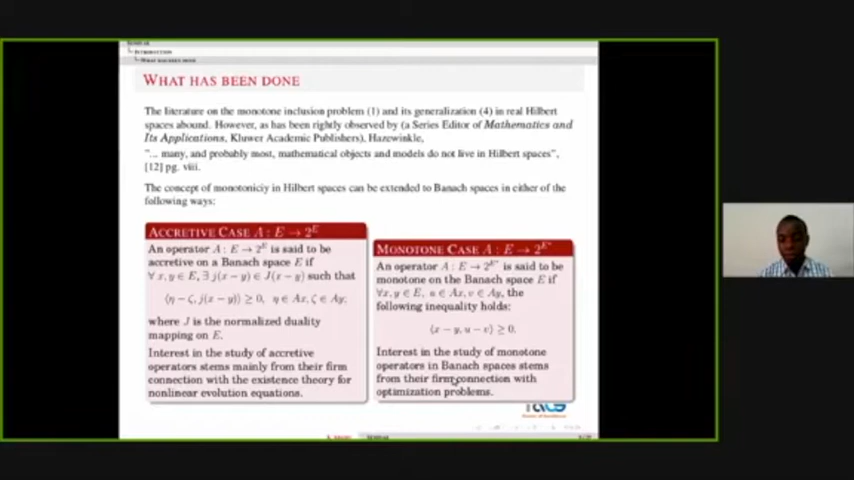 SEMINAR
INTRODUCTION
WHAT HAS BEEN DONE
WHAT HAS BEEN DONE
The literature on the monotone inclusion problem (1) and its generalization (4) in real Hilbert
spaces abound. However, as has been rightly observed by (a Series Editor of Mathematics and
Its Applications, Kluwer Academic Publishers), Hazewinkle,
"... many, and probably most, mathematical objects and models do not live in Hilbert spaces",
[12] pg. viii.
The concept of monotoniciy in Hilbert spaces can be extended to Banach spaces in either of the
following ways:
ACCRETIVE CASE A : E → 2^E
An operator A : E → 2^E is said to be
accretive on a Banach space E if
∀ x, y ∈ E, ∃ j(x − y) ∈ J(x − y) such that
⟨η − ζ, j(x − y)⟩ ≥ 0, η ∈ Ax, ζ ∈ Ay;
where J is the normalized duality
mapping on E.
Interest in the study of accretive
operators stems mainly from their firm
connection with the existence theory for
nonlinear evolution equations.
MONOTONE CASE A : E → 2^{E*}
An operator A : E → 2^{E*} is said to be
monotone on the Banach space E if
∀x, y ∈ E, u ∈ Ax, v ∈ Ay, the
following inequality holds:
⟨x − y, u − v⟩ ≥ 0.
Interest in the study of monotone
operators in Banach spaces stems
from their firm connection with
optimization problems.
SEMINAR